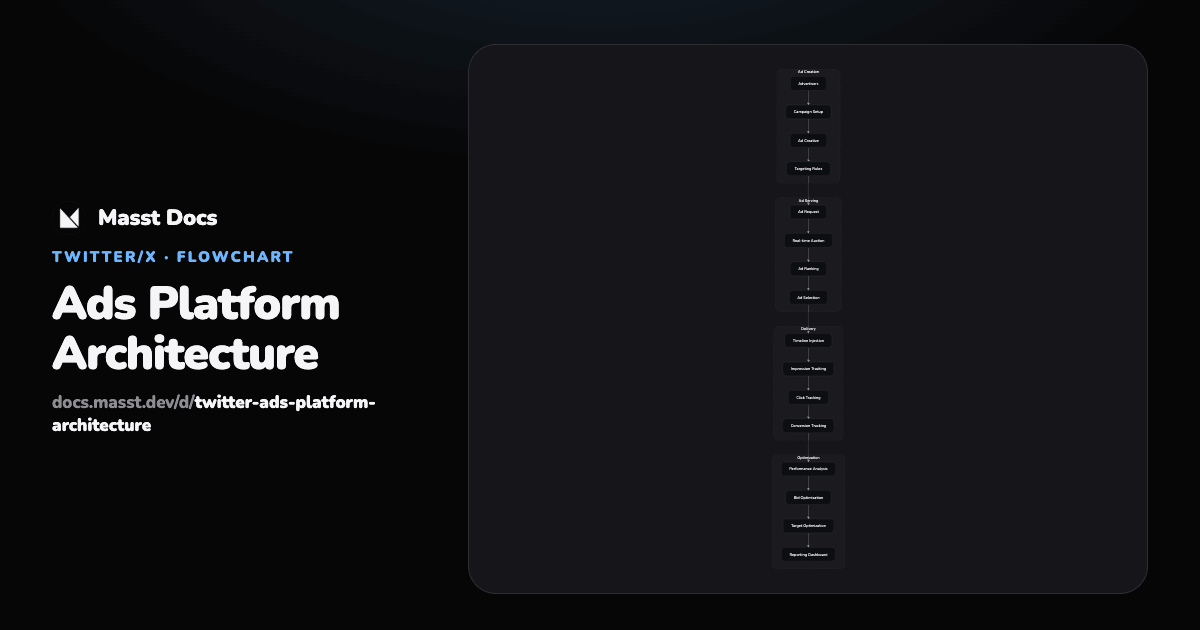 Masst Docs
TWITTER/X · FLOWCHART
Ads Platform
Architecture
docs.masst.dev/d/twitter-ads-platform-
architecture
Ad Creation
Advertisers
Campaign Setup
Ad Creative
Targeting Rules
Ad Serving
Ad Request
Real-time Auction
Ad Ranking
Ad Selection
Delivery
Timeline Injection
Impression Tracking
Click Tracking
Conversion Tracking
Optimization
Performance Analysis
Bid Optimization
Target Optimization
Reporting Dashboard